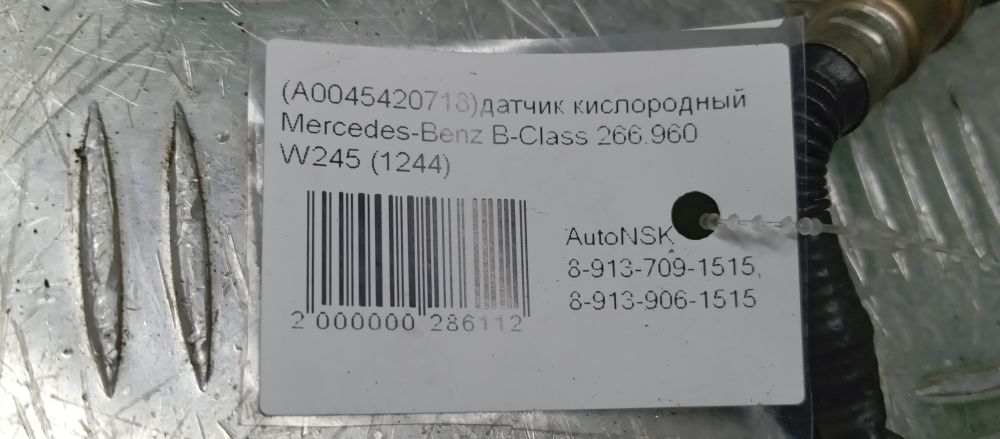 (A0045420718)датчик кислородный
Mercedes-Benz B-Class 266.960
W245 (1244)
AutoNSK
8-913-709-1515,
8-913-906-1515
2 000000 286112